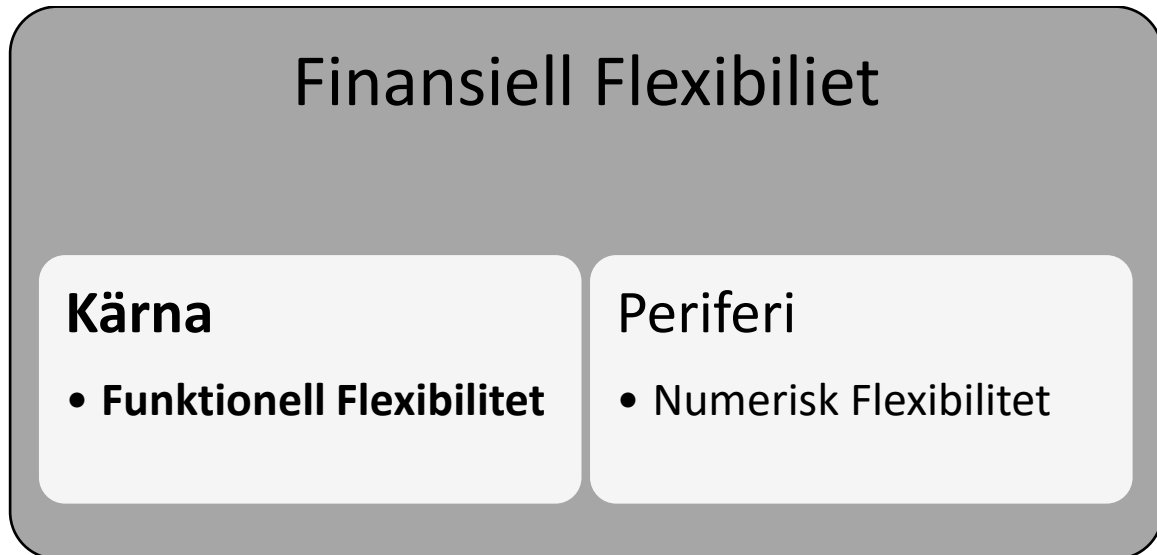 Finansiell Flexibiliet
Kärna
• Funktionell Flexibilitet
Periferi
• Numerisk Flexibilitet